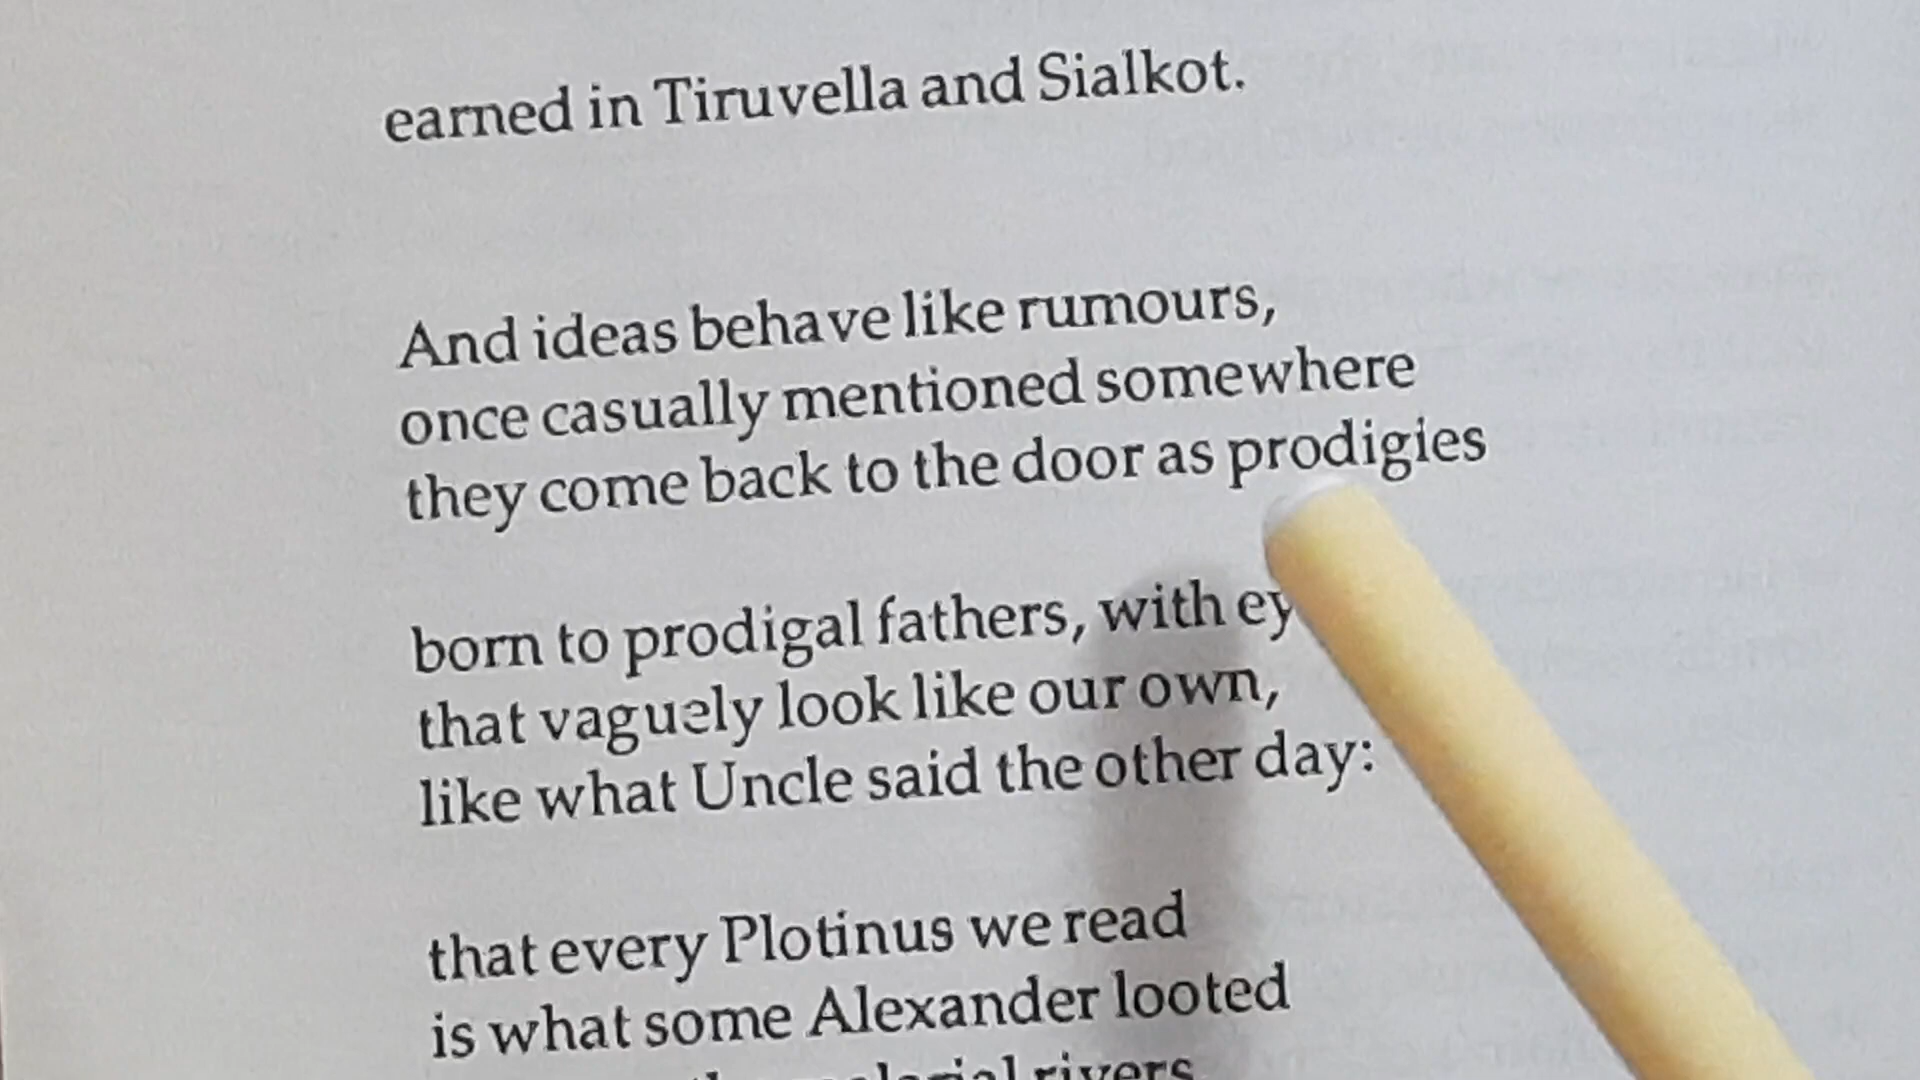 earned in Tiruvella and Sialkot.
And ideas behave like rumours,
once casually mentioned somewhere
they come back to the door as prodigies
born to prodigal fathers, with
that vaguely look like our own,
like what Uncle said the other day:
that every Plotinus we read
is what some Alexander looted
rivers